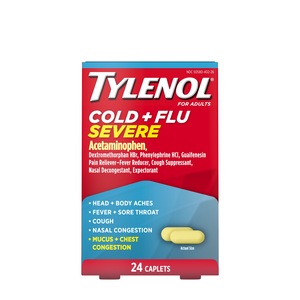 TYLENOL
FOR ADULTS
COLD + FLU
SEVERE
Acetaminophen,
Dextromethorphan HBr, Phenylephrine HCl, Guaifenesin
Pain Reliever–Fever Reducer, Cough Suppressant,
Nasal Decongestant, Expectorant
• HEAD + BODY ACHES
• FEVER + SORE THROAT
• COUGH
• NASAL CONGESTION
• MUCUS + CHEST
CONGESTION
Actual Size
24 CAPLETS